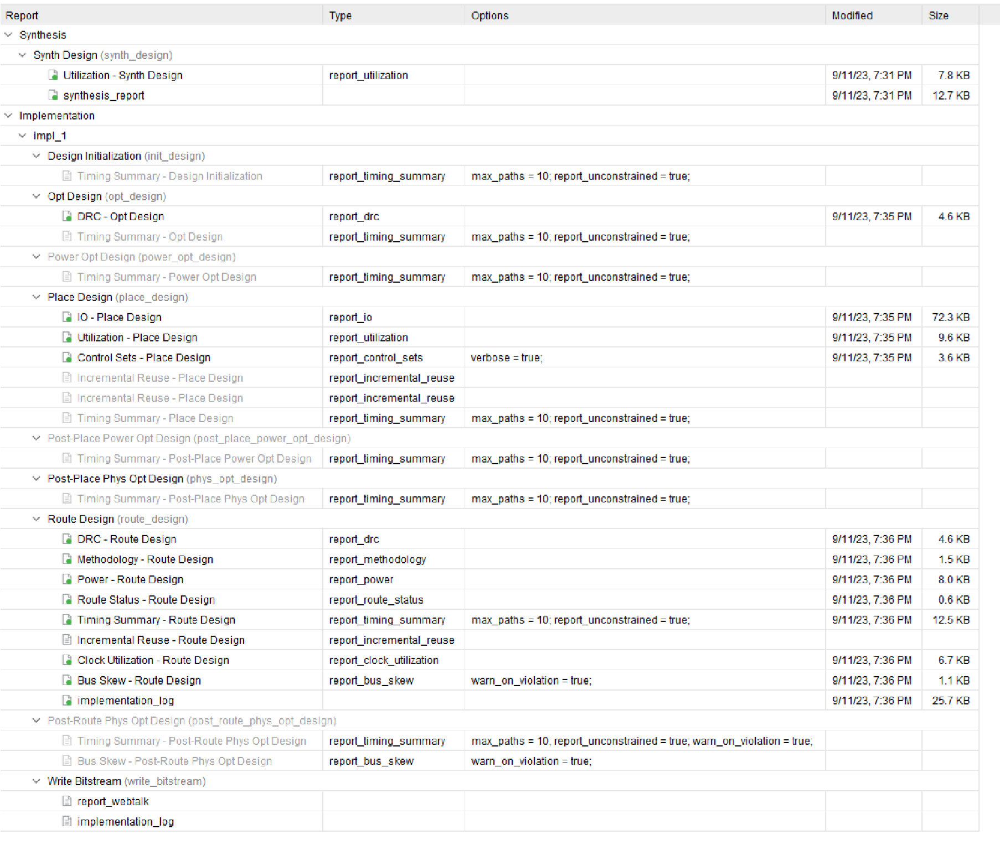 Report Type Options Modified Size
Synthesis
Synth Design (synth_design)
Utilization - Synth Design report_utilization 9/11/23, 7:31 PM 7.8 KB
synthesis_report 9/11/23, 7:31 PM 12.7 KB
Implementation
impl_1
Design Initialization (init_design)
Timing Summary - Design Initialization report_timing_summary max_paths = 10; report_unconstrained = true;
Opt Design (opt_design)
DRC - Opt Design report_drc 9/11/23, 7:35 PM 4.6 KB
Timing Summary - Opt Design report_timing_summary max_paths = 10; report_unconstrained = true;
Power Opt Design (power_opt_design)
Timing Summary - Power Opt Design report_timing_summary max_paths = 10; report_unconstrained = true;
Place Design (place_design)
IO - Place Design report_io 9/11/23, 7:35 PM 72.3 KB
Utilization - Place Design report_utilization 9/11/23, 7:35 PM 9.6 KB
Control Sets - Place Design report_control_sets verbose = true; 9/11/23, 7:35 PM 3.6 KB
Incremental Reuse - Place Design report_incremental_reuse
Incremental Reuse - Place Design report_incremental_reuse
Timing Summary - Place Design report_timing_summary max_paths = 10; report_unconstrained = true;
Post-Place Power Opt Design (post_place_power_opt_design)
Timing Summary - Post-Place Power Opt Design report_timing_summary max_paths = 10; report_unconstrained = true;
Post-Place Phys Opt Design (phys_opt_design)
Timing Summary - Post-Place Phys Opt Design report_timing_summary max_paths = 10; report_unconstrained = true;
Route Design (route_design)
DRC - Route Design report_drc 9/11/23, 7:36 PM 4.6 KB
Methodology - Route Design report_methodology 9/11/23, 7:36 PM 1.5 KB
Power - Route Design report_power 9/11/23, 7:36 PM 8.0 KB
Route Status - Route Design report_route_status 9/11/23, 7:36 PM 0.6 KB
Timing Summary - Route Design report_timing_summary max_paths = 10; report_unconstrained = true; 9/11/23, 7:36 PM 12.5 KB
Incremental Reuse - Route Design report_incremental_reuse
Clock Utilization - Route Design report_clock_utilization 9/11/23, 7:36 PM 6.7 KB
Bus Skew - Route Design report_bus_skew warn_on_violation = true; 9/11/23, 7:36 PM 1.1 KB
implementation_log 9/11/23, 7:36 PM 25.7 KB
Post-Route Phys Opt Design (post_route_phys_opt_design)
Timing Summary - Post-Route Phys Opt Design report_timing_summary max_paths = 10; report_unconstrained = true; warn_on_violation = true;
Bus Skew - Post-Route Phys Opt Design report_bus_skew warn_on_violation = true;
Write Bitstream (write_bitstream)
report_webtalk
implementation_log